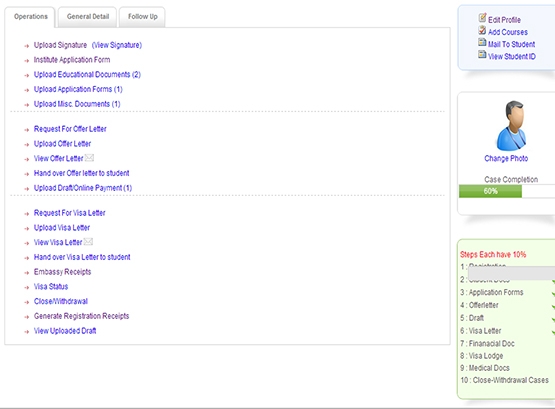 Operations General Detail Follow Up
Upload Signature (View Signature)
Institute Application Form
Upload Educational Documents (2)
Upload Application Forms (1)
Upload Misc. Documents (1)
Request For Offer Letter
Upload Offer Letter
View Offer Letter
Hand over Offer letter to student
Upload Draft/Online Payment (1)
Request For Visa Letter
Upload Visa Letter
View Visa Letter
Hand over Visa Letter to student
Embassy Receipts
Visa Status
Close/Withdrawal
Generate Registration Receipts
View Uploaded Draft
Edit Profile
Add Courses
Mail To Student
View Student ID
Change Photo
Case Completion
60%
Steps Each have 10%
1 : Registration
2 : Student Docs
3 : Application Forms
4 : Offerletter
5 : Draft
6 : Visa Letter
7 : Finanacial Doc
8 : Visa Lodge
9 : Medical Docs
10 : Close-Withdrawal Cases